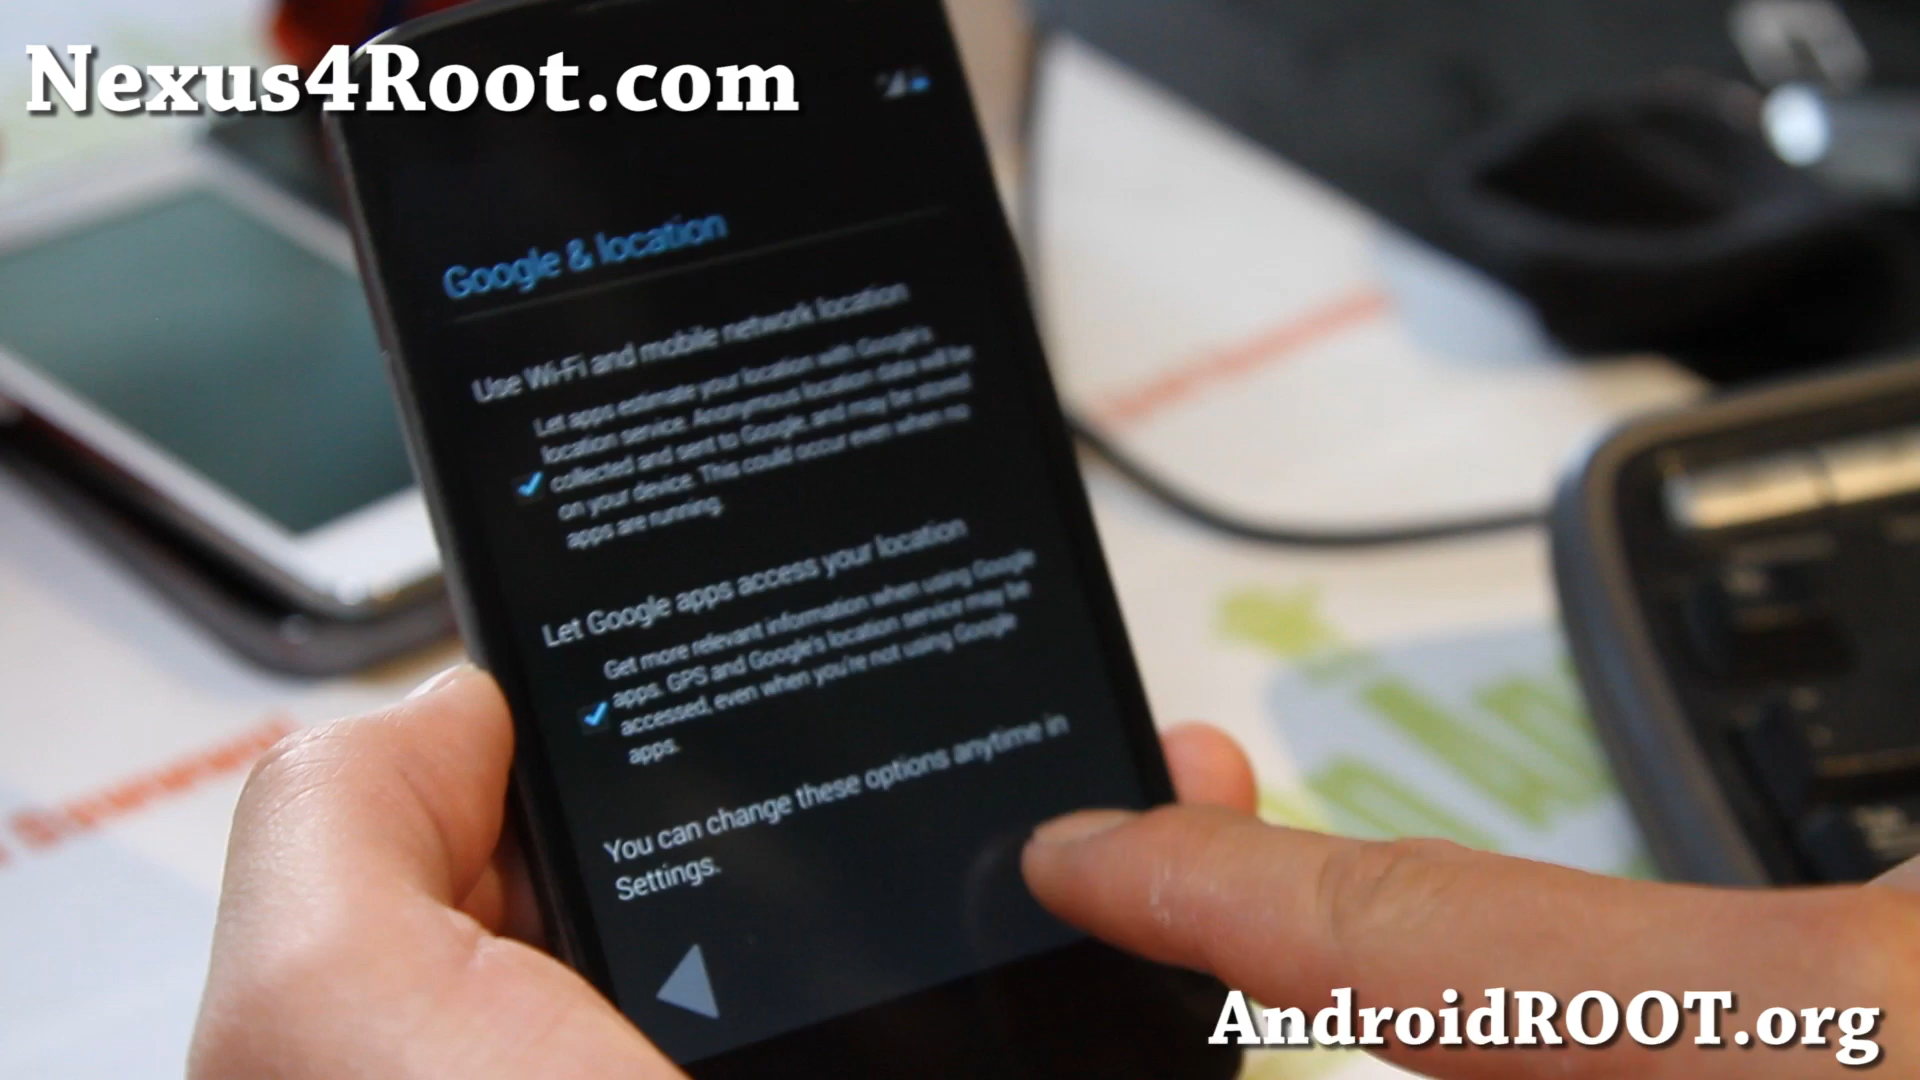 Nexus4Root.com
Google & location
Use Wi-Fi and mobile network location
Let apps estimate your location with Google's
location service. Anonymous location data will be
collected and sent to Google, and may be stored
on your device. This could occur even when no
apps are running.
Let Google apps access your location
Get more relevant information when using Google
apps. GPS and Google's location service may be
accessed, even when you're not using Google
apps.
You can change these options anytime in
Settings.
AndroidROOT.org